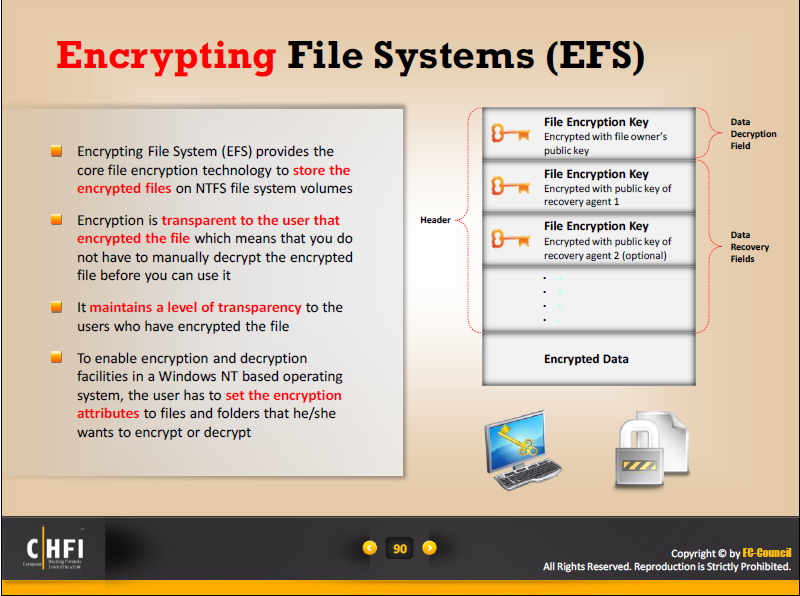 Encrypting File Systems (EFS)
Encrypting File System (EFS) provides the
core file encryption technology to store the
encrypted files on NTFS file system volumes
Encryption is transparent to the user that
encrypted the file which means that you do
not have to manually decrypt the encrypted
file before you can use it
It maintains a level of transparency to the
users who have encrypted the file
To enable encryption and decryption
facilities in a Windows NT based operating
system, the user has to set the encryption
attributes to files and folders that he/she
wants to encrypt or decrypt
Header
File Encryption Key
Encrypted with file owner's
public key
File Encryption Key
Encrypted with public key of
recovery agent 1
File Encryption Key
Encrypted with public key of
recovery agent 2 (optional)
Encrypted Data
Data
Decryption
Field
Data
Recovery
Fields
CHFI
Computer Hacking Forensic
INVESTIGATOR
90
Copyright © by EC-Council
All Rights Reserved. Reproduction is Strictly Prohibited.